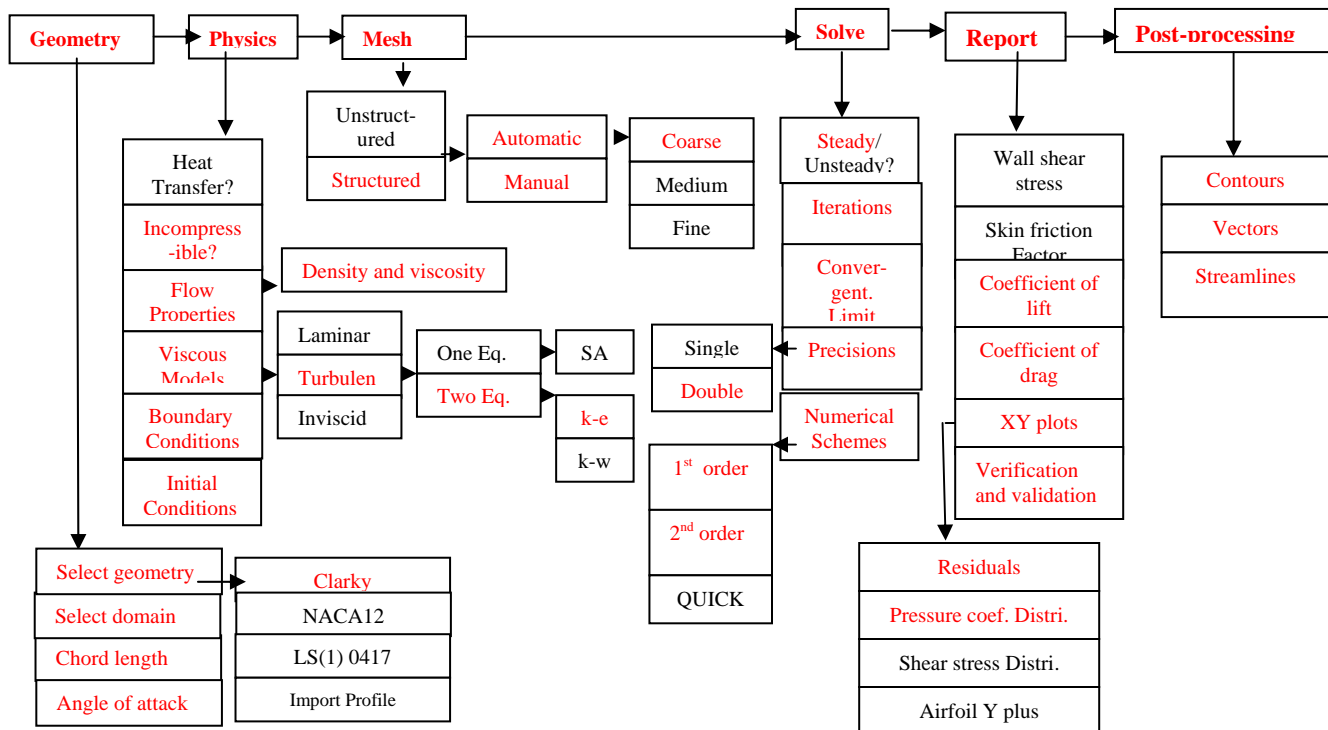 Geometry
Physics
Mesh
Solve
Report
Post-processing
Unstruct-
ured
Structured
Automatic
Manual
Coarse
Medium
Fine
Heat
Transfer?
Incompress
-ible?
Flow
Properties
Viscous
Models
Boundary
Conditions
Initial
Conditions
Density and viscosity
Laminar
Turbulen
Inviscid
One Eq.
Two Eq.
SA
k-e
k-w
Steady/
Unsteady?
Iterations
Conver-
gent.
Limit
Precisions
Numerical
Schemes
Single
Double
1st order
2nd order
QUICK
Wall shear
stress
Skin friction
Factor
Coefficient of
lift
Coefficient of
drag
XY plots
Verification
and validation
Contours
Vectors
Streamlines
Select geometry
Select domain
Chord length
Angle of attack
Clarky
NACA12
LS(1) 0417
Import Profile
Residuals
Pressure coef. Distri.
Shear stress Distri.
Airfoil Y plus